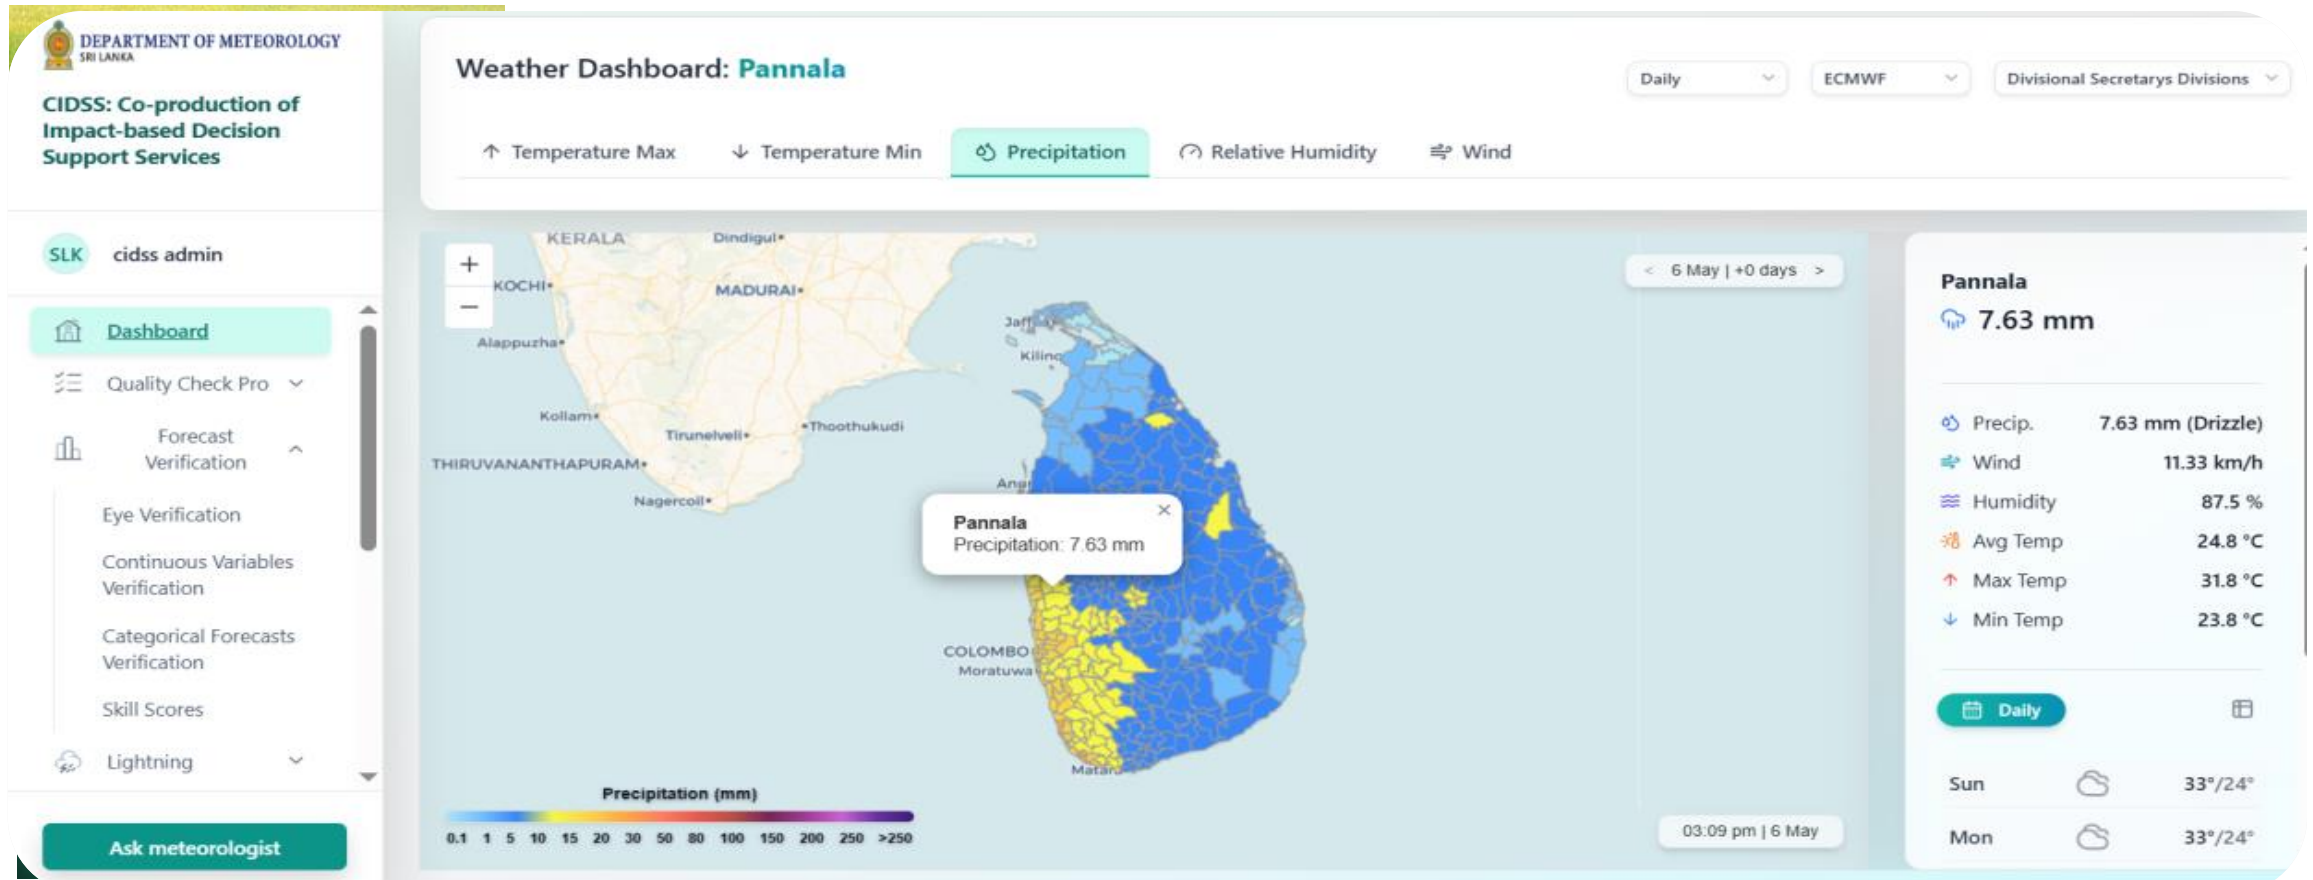 DEPARTMENT OF METEOROLOGY
SRI LANKA
CIDSS: Co-production of
Impact-based Decision
Support Services
SLK cidss admin
Dashboard
Quality Check Pro
Forecast
Verification
Eye Verification
Continuous Variables
Verification
Categorical Forecasts
Verification
Skill Scores
Lightning
Ask meteorologist
Weather Dashboard: Pannala
Daily
ECMWF
Divisional Secretarys Divisions
Temperature Max
Temperature Min
Precipitation
Relative Humidity
Wind
+
−
KERALA
Dindigul
KOCHI
MADURAI
Alappuzha
Kollam
Tirunelveli
Thoothukudi
THIRUVANANTHAPURAM
Nagercoil
Jaff
Kilino
COLOMBO
Moratuwa
Matara
Pannala
Precipitation: 7.63 mm
< 6 May | +0 days >
03:09 pm | 6 May
Precipitation (mm)
0.1 1 5 10 15 20 30 50 80 100 150 200 250 >250
Pannala
7.63 mm
Precip. 7.63 mm (Drizzle)
Wind 11.33 km/h
Humidity 87.5 %
Avg Temp 24.8 °C
Max Temp 31.8 °C
Min Temp 23.8 °C
Daily
Sun 33°/24°
Mon 33°/24°